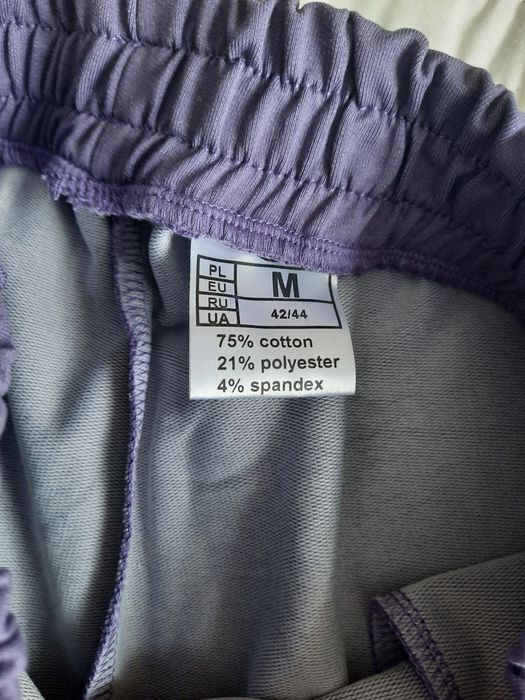 PL
EU
RU
UA
M
42/44
75% cotton
21% polyester
4% spandex